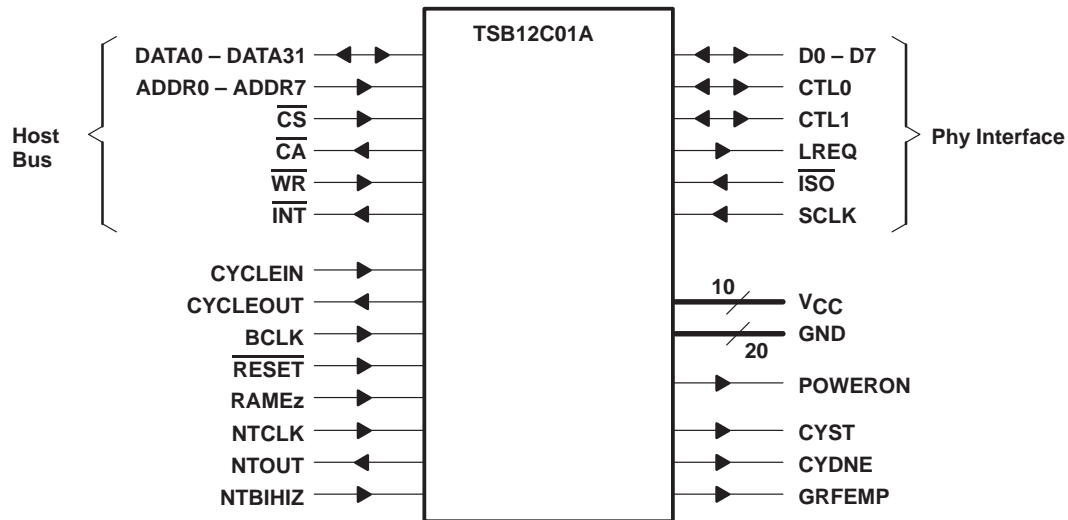 TSB12C01A
DATA0 – DATA31
ADDR0 – ADDR7
CS
CA
WR
INT
Host
Bus
CYCLEIN
CYCLEOUT
BCLK
RESET
RAMEz
NTCLK
NTOUT
NTBIHIZ
D0 – D7
CTL0
CTL1
LREQ
ISO
SCLK
Phy Interface
10
VCC
GND
20
POWERON
CYST
CYDNE
GRFEMP